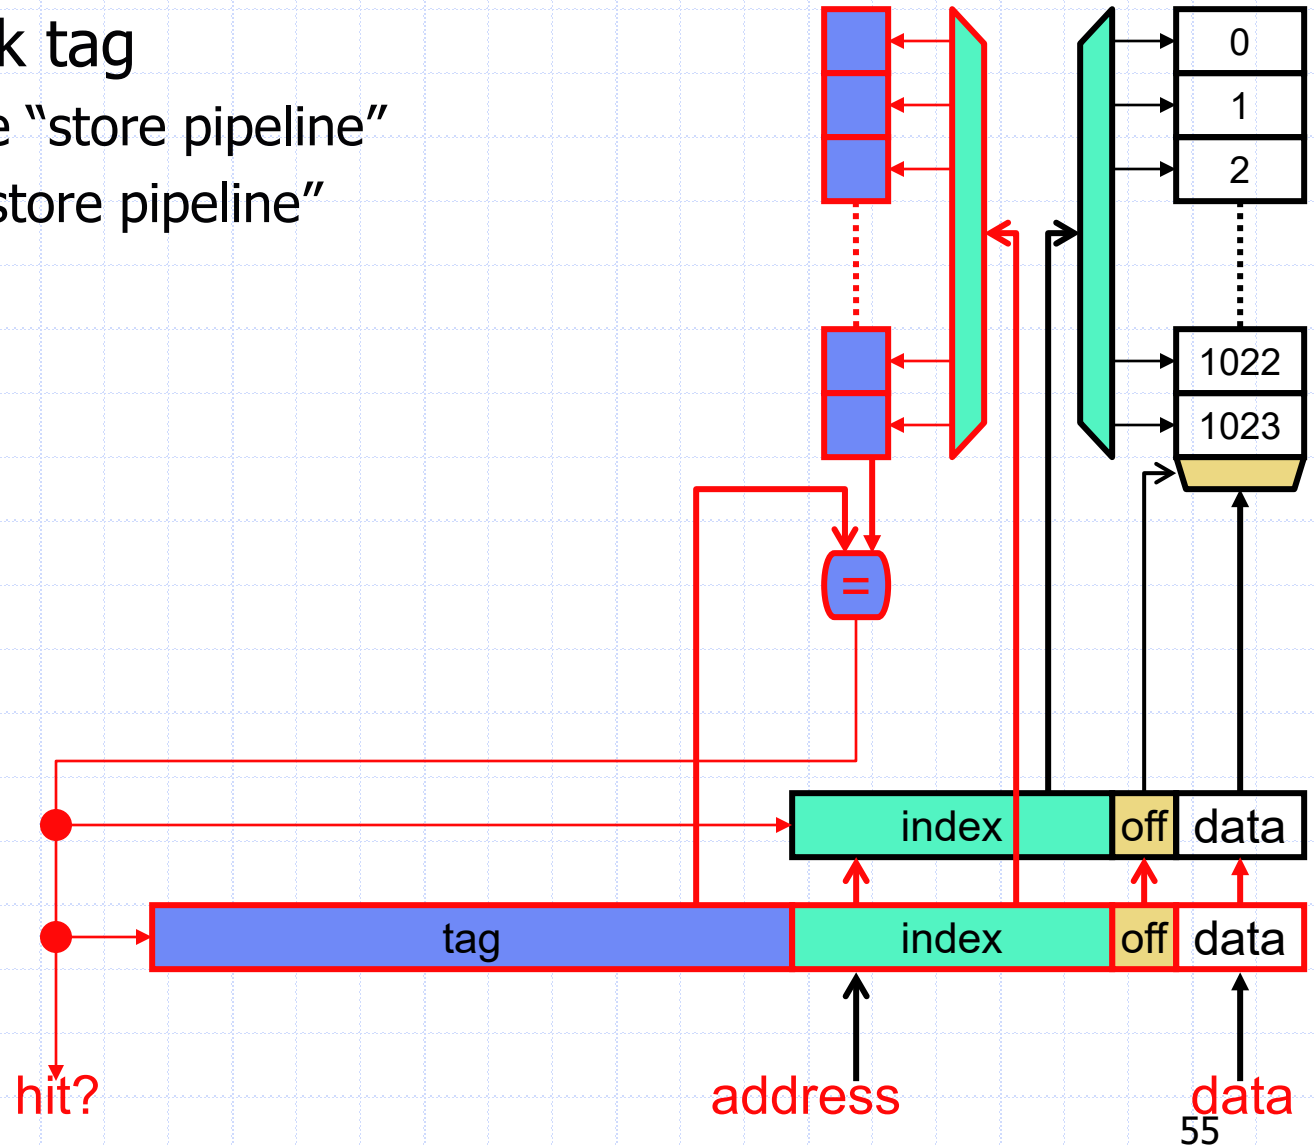 k tag
e “store pipeline”
store pipeline”
0
1
2
1022
1023
=
index off data
tag index off data
hit? address data
55